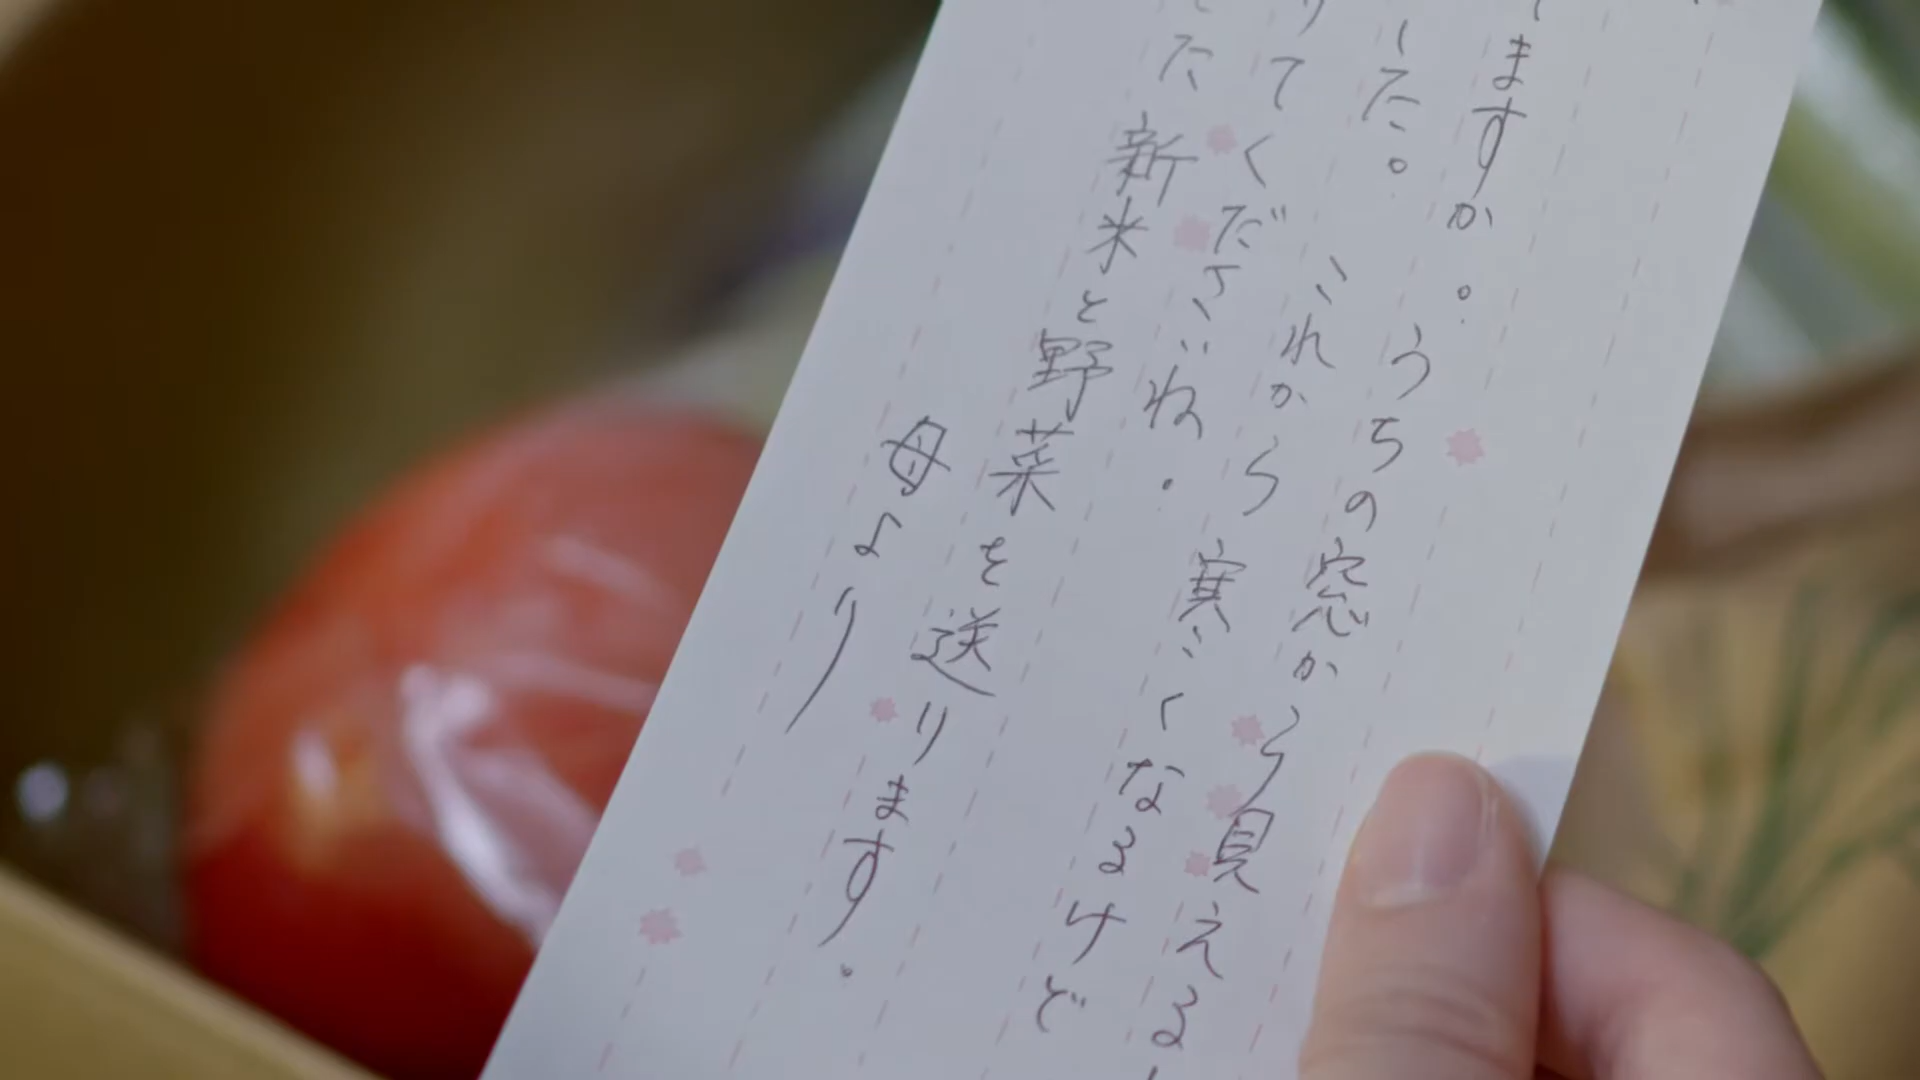 ますか。
した。うちの窓から見える
りてくださいね。これから寒くなるけど
た新米と野菜を送ります。
母より